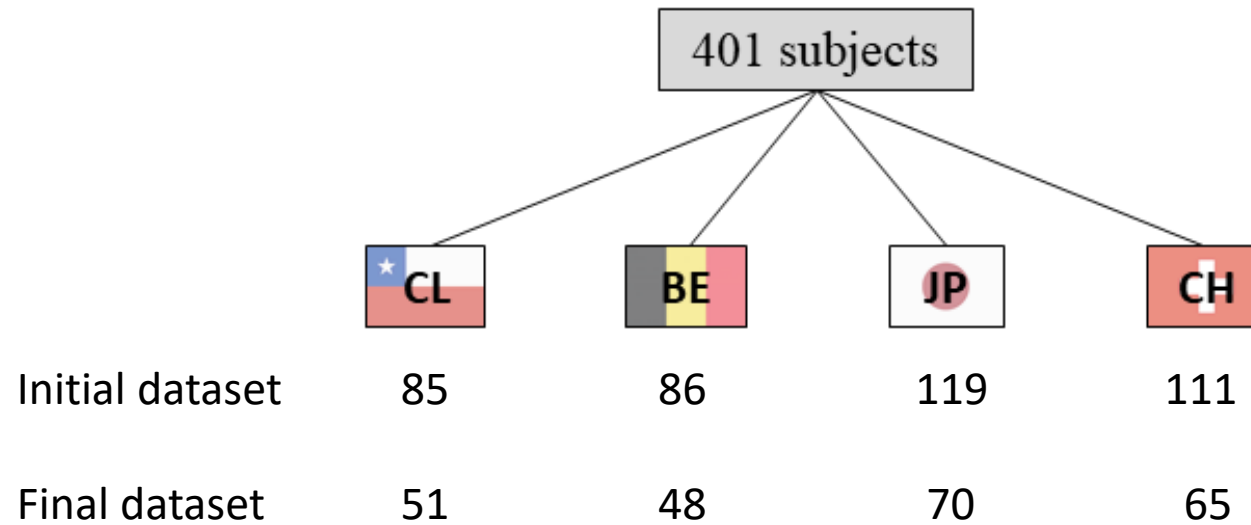 401 subjects
CL BE JP CH
Initial dataset 85 86 119 111
Final dataset 51 48 70 65